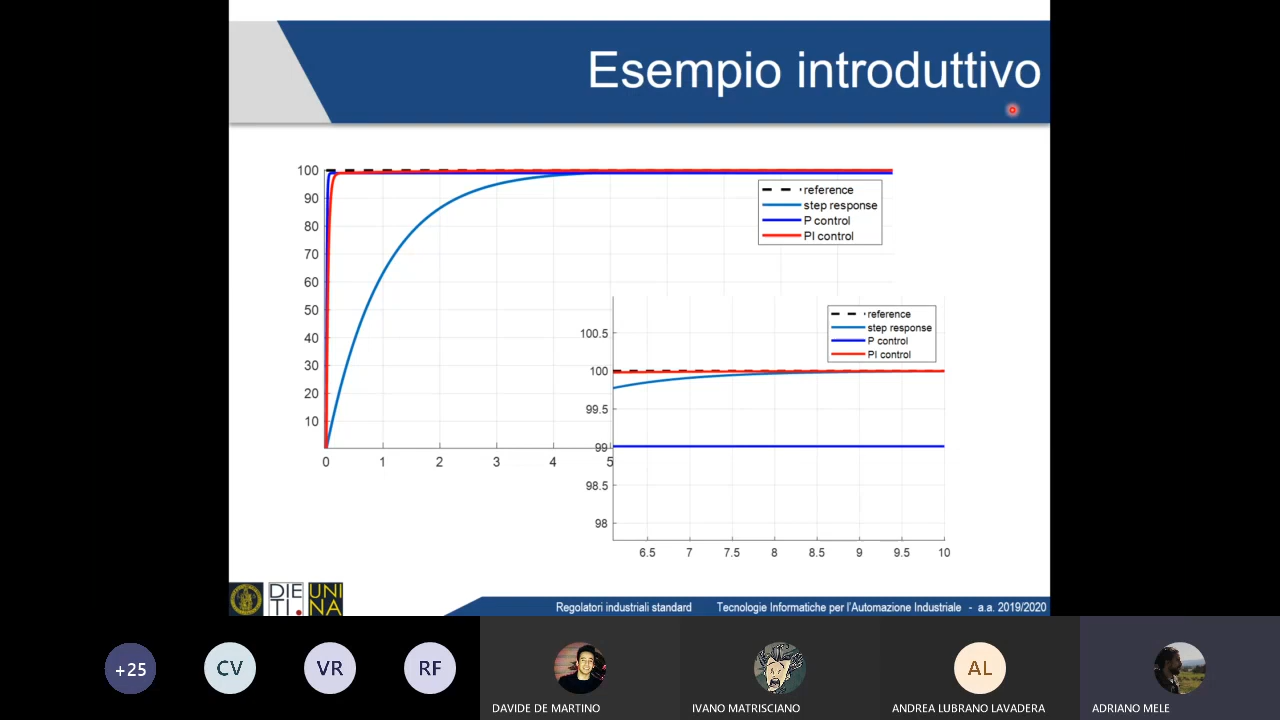 Esempio introduttivo
100
90
80
70
60
50
40
30
20
10
0 1 2 3 4 5
reference
step response
P control
PI control
100.5
100
99.5
99
98.5
98
6.5 7 7.5 8 8.5 9 9.5 10
reference
step response
P control
PI control
DIE
TI.
UNI
NA
Regolatori industriali standard Tecnologie Informatiche per l'Automazione Industriale - a.a. 2019/2020
+25 CV VR RF AL
DAVIDE DE MARTINO IVANO MATRISCIANO ANDREA LUBRANO LAVADERA ADRIANO MELE